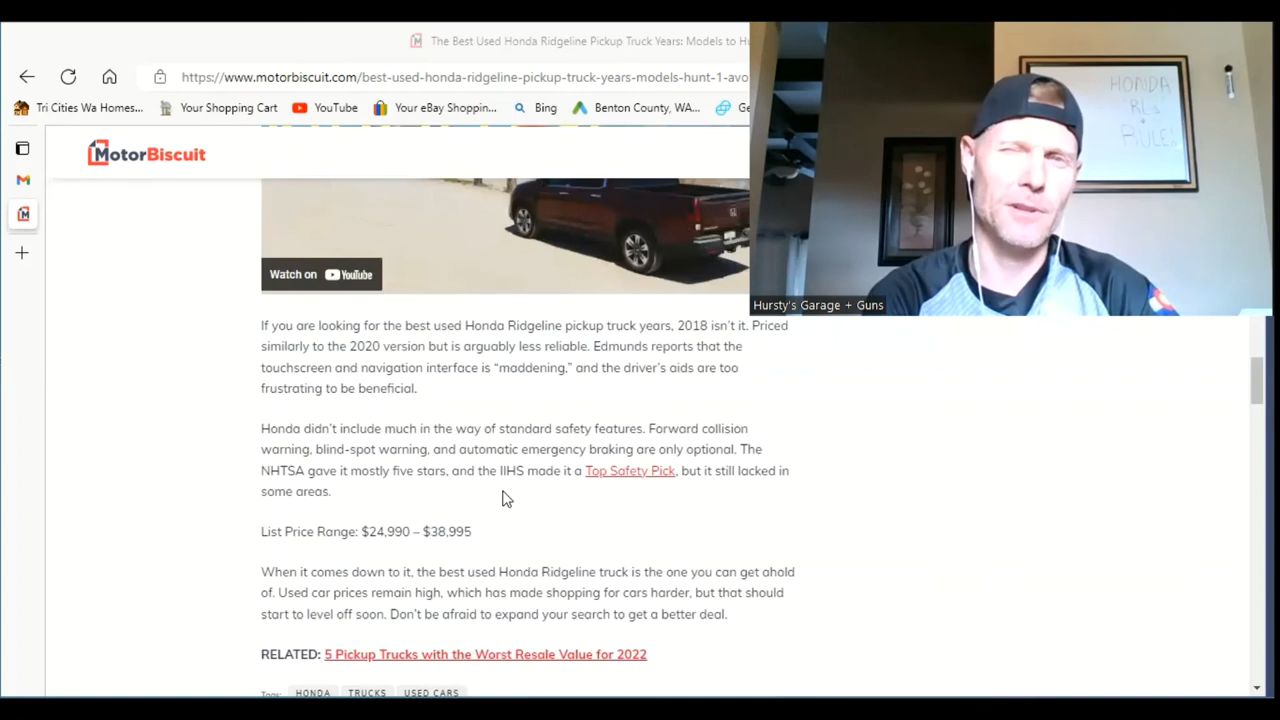 The Best Used Honda Ridgeline Pickup Truck Years: Models to Hu
https://www.motorbiscuit.com/best-used-honda-ridgeline-pickup-truck-years-models-hunt-1-avo
Tri Cities Wa Homes...
Your Shopping Cart
YouTube
Your eBay Shoppin...
Bing
Benton County, WA...
Ge
MotorBiscuit
HONDA
"RLs"
RULE
Watch on YouTube
Hursty's Garage + Guns
If you are looking for the best used Honda Ridgeline pickup truck years, 2018 isn't it. Priced
similarly to the 2020 version but is arguably less reliable. Edmunds reports that the
touchscreen and navigation interface is “maddening,” and the driver's aids are too
frustrating to be beneficial.
Honda didn't include much in the way of standard safety features. Forward collision
warning, blind-spot warning, and automatic emergency braking are only optional. The
NHTSA gave it mostly five stars, and the IIHS made it a Top Safety Pick, but it still lacked in
some areas.
List Price Range: $24,990 – $38,995
When it comes down to it, the best used Honda Ridgeline truck is the one you can get ahold
of. Used car prices remain high, which has made shopping for cars harder, but that should
start to level off soon. Don't be afraid to expand your search to get a better deal.
RELATED: 5 Pickup Trucks with the Worst Resale Value for 2022
Tags: HONDA TRUCKS USED CARS